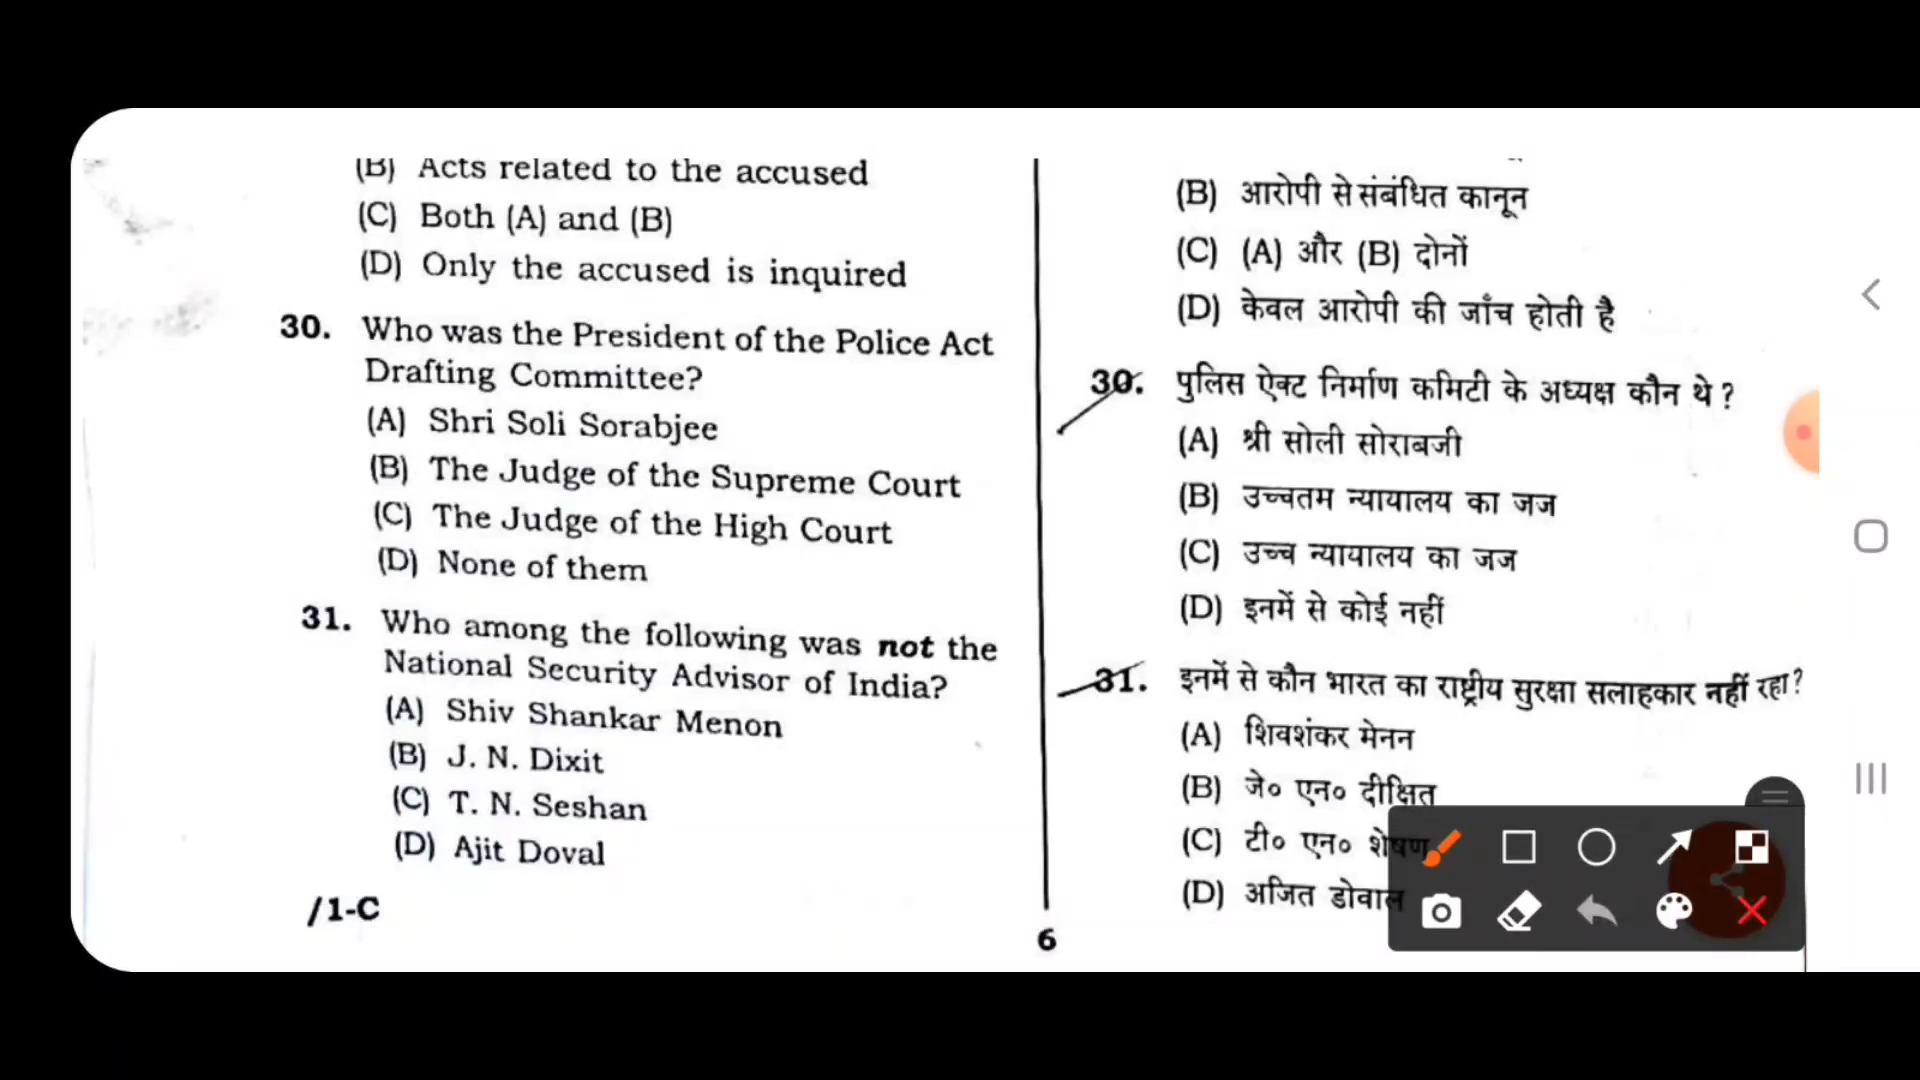 (B) Acts related to the accused
(C) Both (A) and (B)
(D) Only the accused is inquired
30. Who was the President of the Police Act
Drafting Committee?
(A) Shri Soli Sorabjee
(B) The Judge of the Supreme Court
(C) The Judge of the High Court
(D) None of them
31. Who among the following was not the
National Security Advisor of India?
(A) Shiv Shankar Menon
(B) J. N. Dixit
(C) T. N. Seshan
(D) Ajit Doval
/1-C
(B) आरोपी से संबंधित कानून
(C) (A) और (B) दोनों
(D) केवल आरोपी की जाँच होती है
30. पुलिस ऐक्ट निर्माण कमिटी के अध्यक्ष कौन थे ?
(A) श्री सोली सोराबजी
(B) उच्चतम न्यायालय का जज
(C) उच्च न्यायालय का जज
(D) इनमें से कोई नहीं
31. इनमें से कौन भारत का राष्ट्रीय सुरक्षा सलाहकार नहीं रहा ?
(A) शिवशंकर मेनन
(B) जे० एन० दीक्षित
(C) टी० एन० शेषण
(D) अजित डोवाल
6